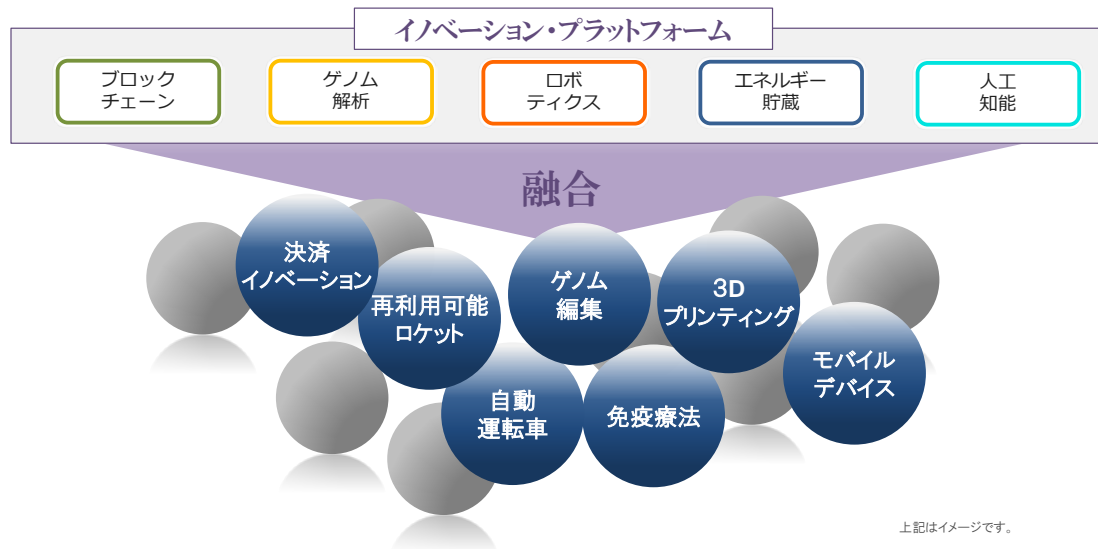 イノベーション・プラットフォーム
ブロック
チェーン
ゲノム
解析
ロボ
ティクス
エネルギー
貯蔵
人工
知能
融合
決済
イノベーション
再利用可能
ロケット
ゲノム
編集
3D
プリンティング
モバイル
デバイス
自動
運転車
免疫療法
上記はイメージです。